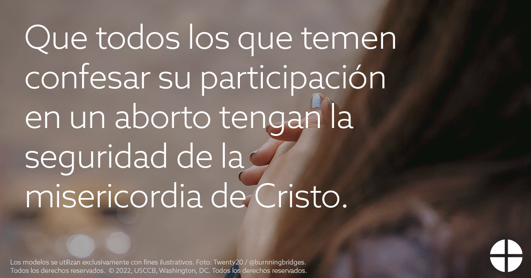 Que todos los que temen
confesar su participación
en un aborto tengan la
seguridad de la
misericordia de Cristo.
Los modelos se utilizan exclusivamente con fines ilustrativos. Foto: Twenty20 / @burnningbridges.
Todos los derechos reservados. © 2022, USCCB, Washington, DC. Todos los derechos reservados.